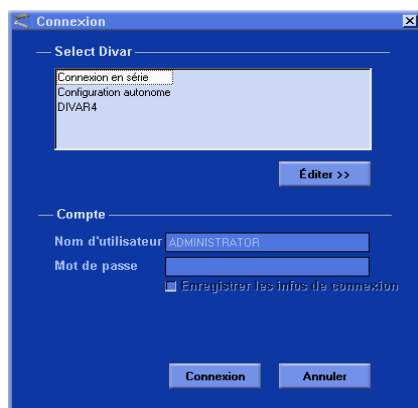 Connexion
Select Divar
Connexion en série
Configuration autonome
DIVAR4
Éditer >>
Compte
Nom d'utilisateur ADMINISTRATOR
Mot de passe
Enregistrer les infos de connexion
Connexion Annuler